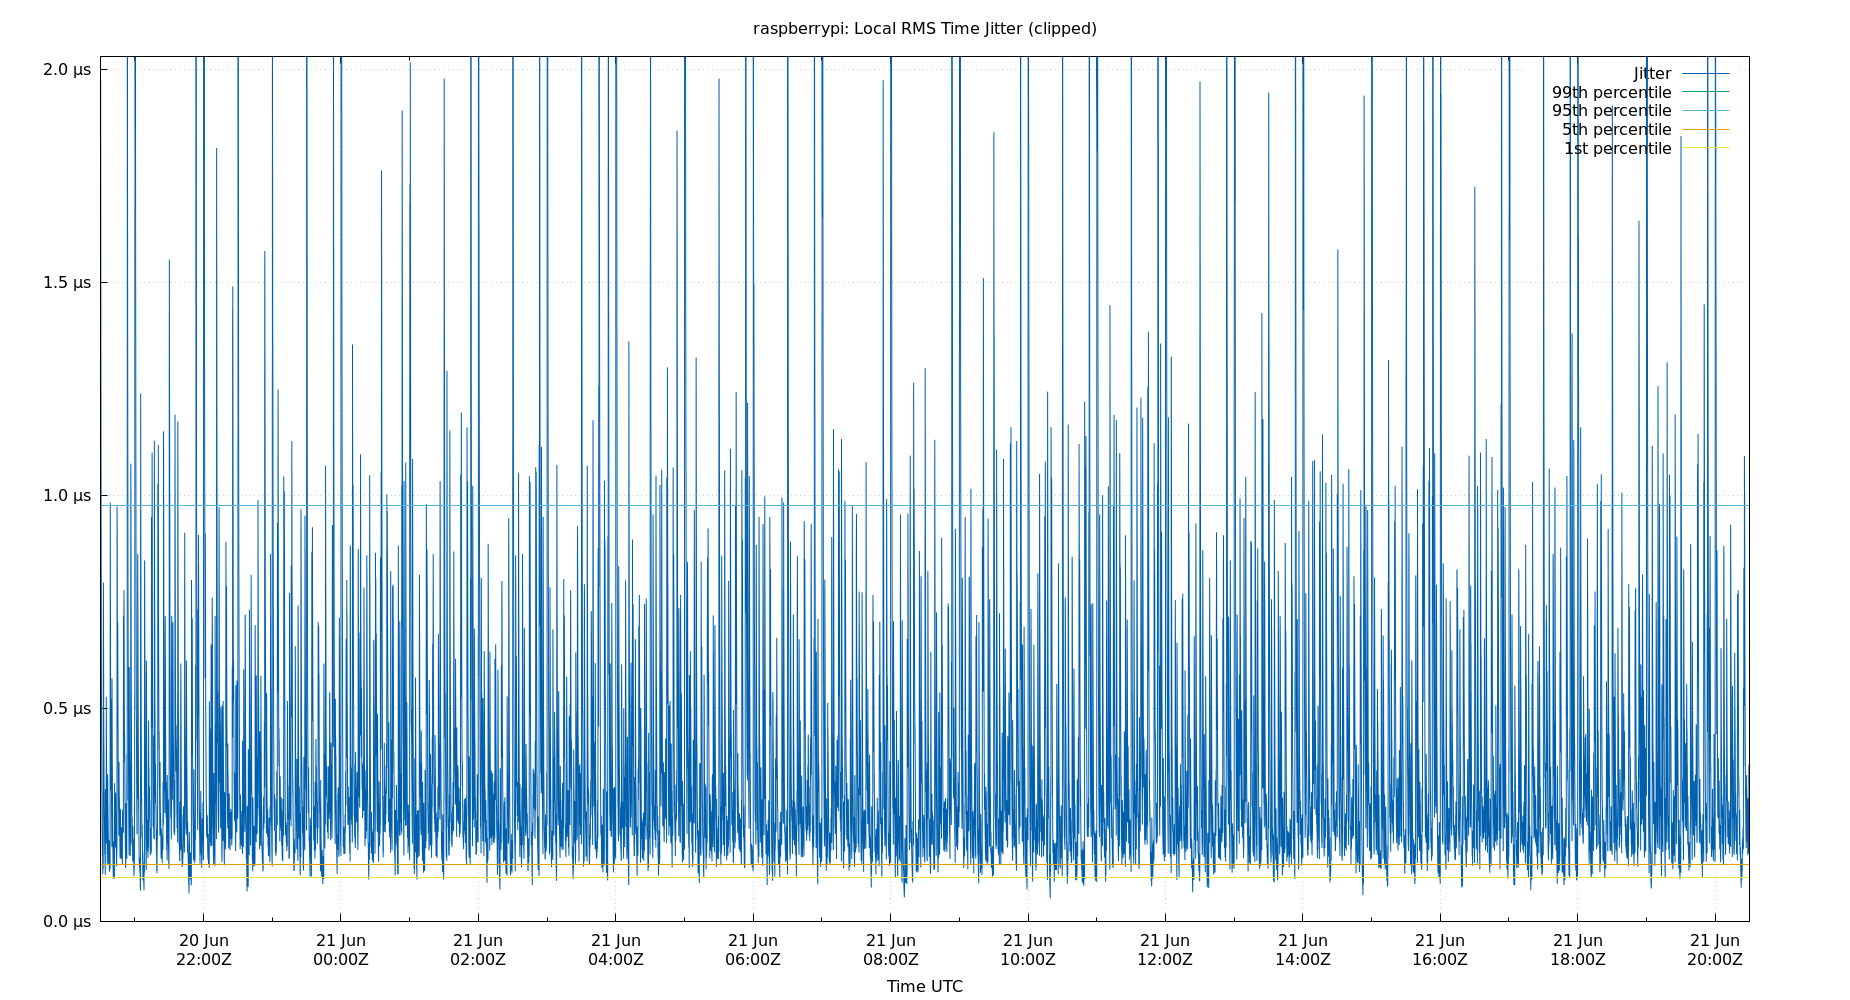 raspberrypi: Local RMS Time Jitter (clipped)
2.0 µs
1.5 µs
1.0 µs
0.5 µs
0.0 µs
Jitter
99th percentile
95th percentile
5th percentile
1st percentile
20 Jun 21 Jun 21 Jun 21 Jun 21 Jun 21 Jun 21 Jun 21 Jun 21 Jun 21 Jun 21 Jun 21 Jun
22:00Z 00:00Z 02:00Z 04:00Z 06:00Z 08:00Z 10:00Z 12:00Z 14:00Z 16:00Z 18:00Z 20:00Z
Time UTC